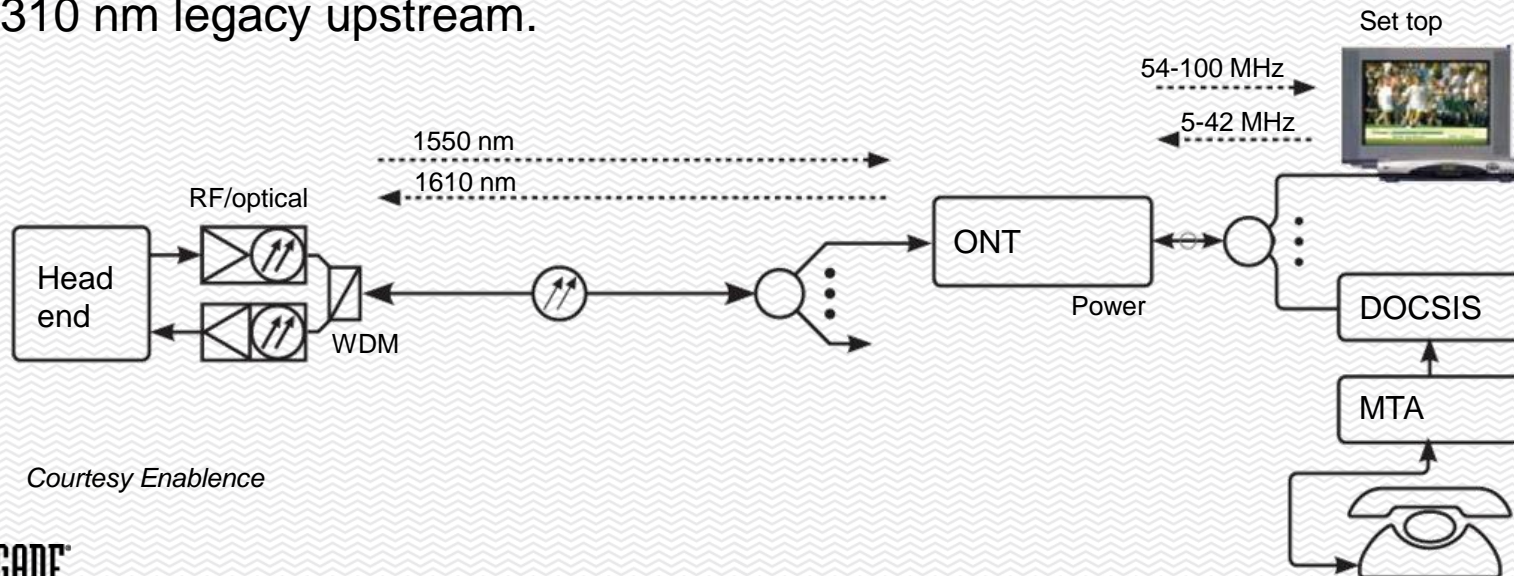 310 nm legacy upstream.
Set top
54-100 MHz
5-42 MHz
1550 nm
1610 nm
RF/optical
Head
end
WDM
ONT
Power
DOCSIS
MTA
Courtesy Enablence